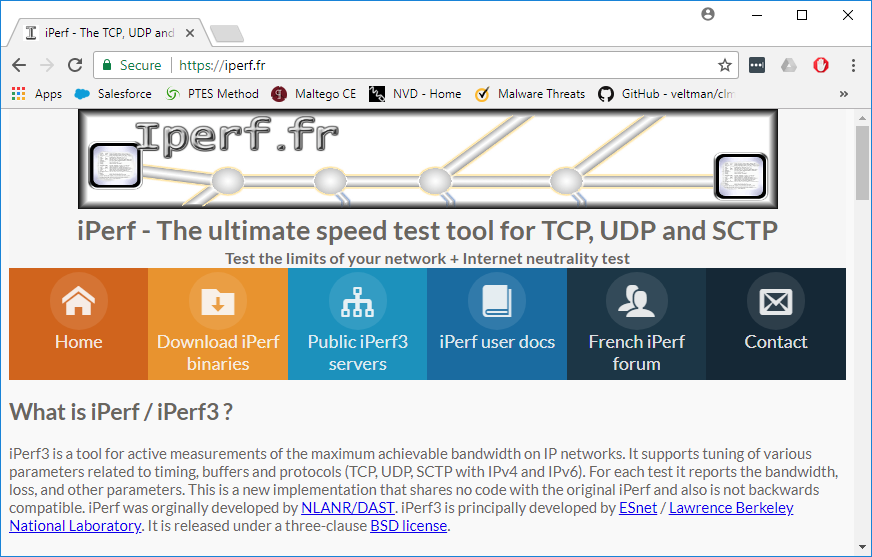 iPerf - The TCP, UDP and
Secure
https://iperf.fr
Apps
Salesforce
PTES Method
Maltego CE
NVD - Home
Malware Threats
GitHub - veltman/clm
»
Iperf.fr
iPerf - The ultimate speed test tool for TCP, UDP and SCTP
Test the limits of your network + Internet neutrality test
Home
Download iPerf
binaries
Public iPerf3
servers
iPerf user docs
French iPerf
forum
Contact
What is iPerf / iPerf3 ?
iPerf3 is a tool for active measurements of the maximum achievable bandwidth on IP networks. It supports tuning of various
parameters related to timing, buffers and protocols (TCP, UDP, SCTP with IPv4 and IPv6). For each test it reports the bandwidth,
loss, and other parameters. This is a new implementation that shares no code with the original iPerf and also is not backwards
compatible. iPerf was orginally developed by NLANR/DAST. iPerf3 is principally developed by ESnet / Lawrence Berkeley
National Laboratory. It is released under a three-clause BSD license.